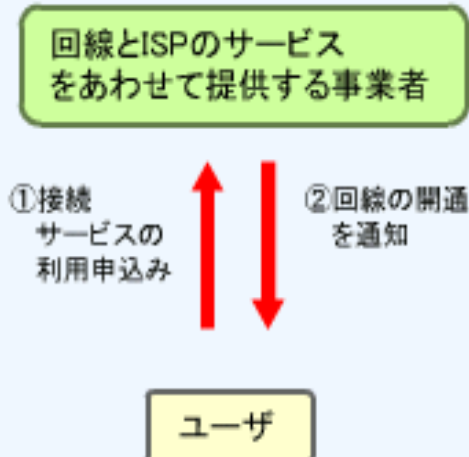 回線とISPのサービス
をあわせて提供する事業者
①接続
サービスの
利用申込み
②回線の開通
を通知
ユーザ